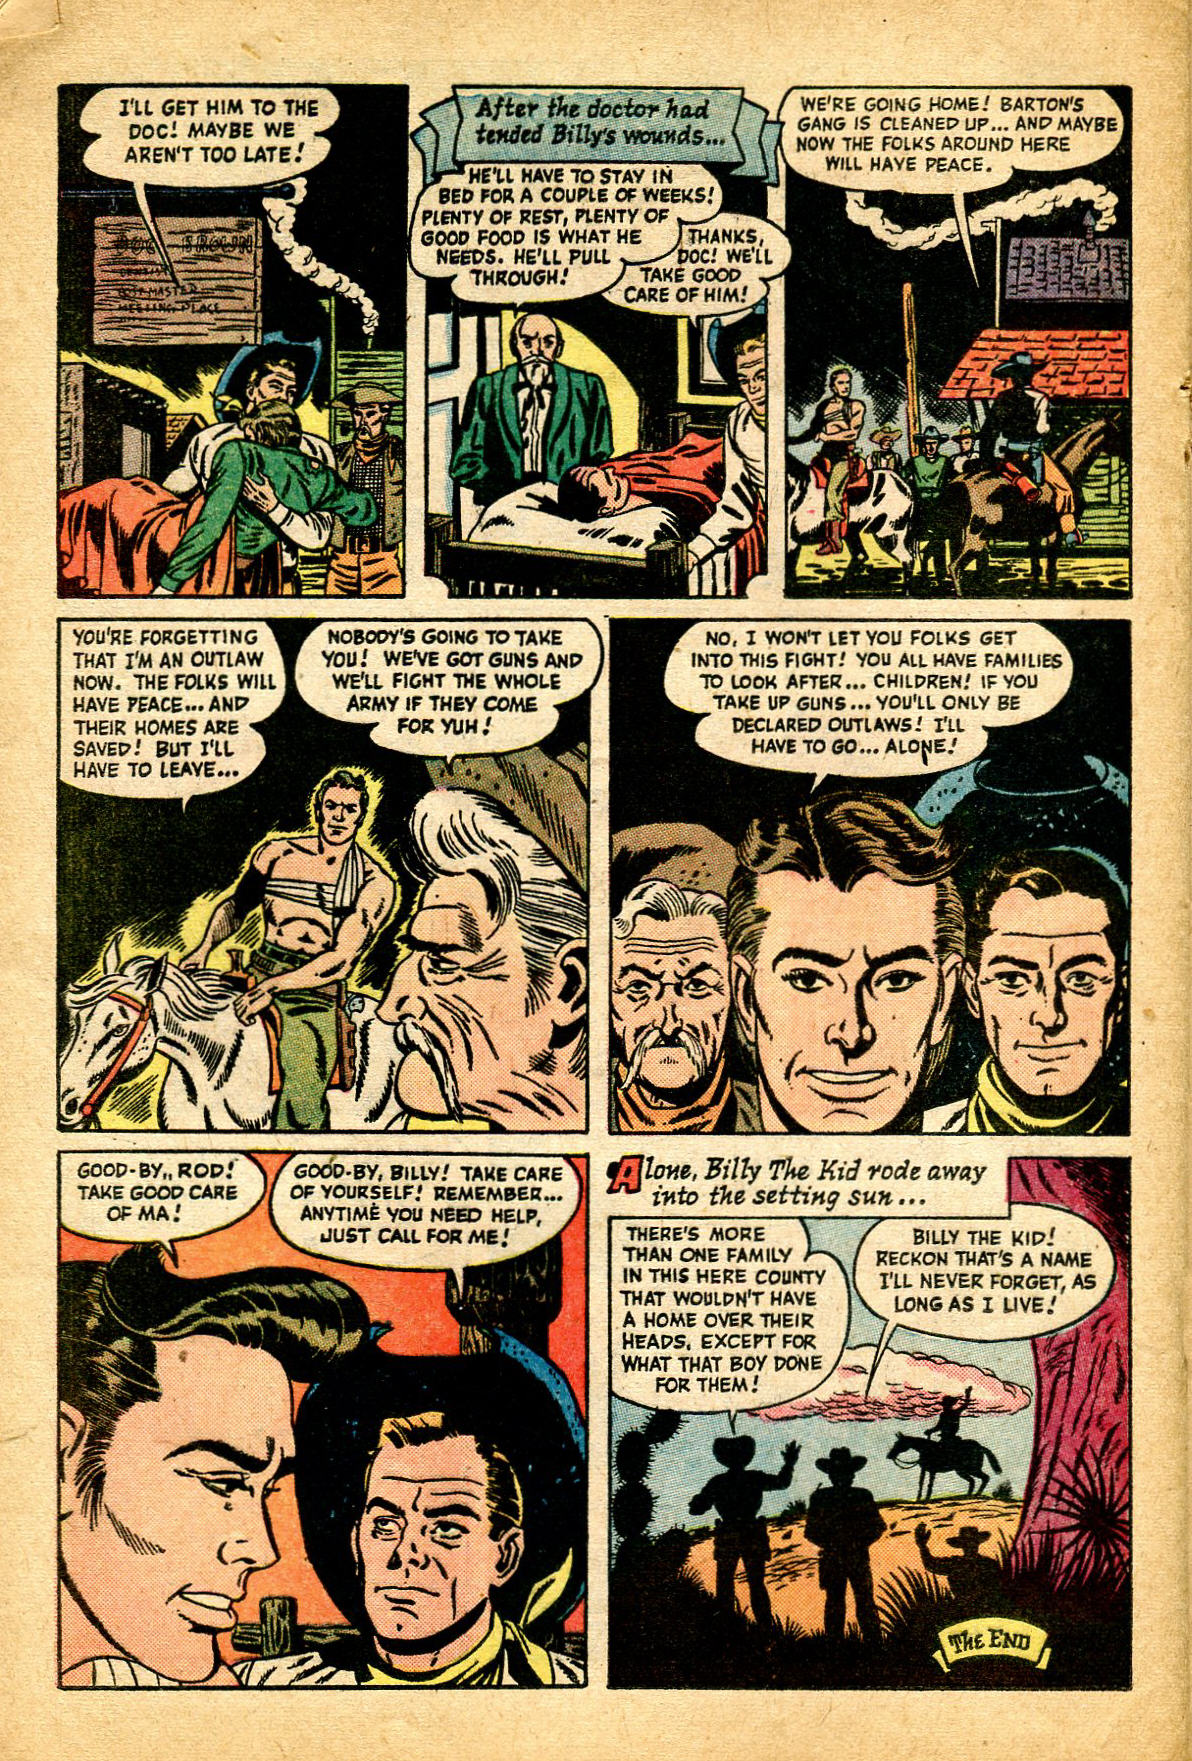 I'LL GET HIM TO THE
DOC! MAYBE WE
AREN'T TOO LATE!
MASTER
MEETING PLACE
After the doctor had
tended Billy's wounds...
HE'LL HAVE TO STAY IN
BED FOR A COUPLE OF WEEKS!
PLENTY OF REST, PLENTY OF
GOOD FOOD IS WHAT HE
NEEDS. HE'LL PULL
THROUGH!
THANKS,
DOC! WE'LL
TAKE GOOD
CARE OF HIM!
WE'RE GOING HOME! BARTON'S
GANG IS CLEANED UP... AND MAYBE
NOW THE FOLKS AROUND HERE
WILL HAVE PEACE.
YOU'RE FORGETTING
THAT I'M AN OUTLAW
NOW. THE FOLKS WILL
HAVE PEACE... AND
THEIR HOMES ARE
SAVED! BUT I'LL
HAVE TO LEAVE...
NOBODY'S GOING TO TAKE
YOU! WE'VE GOT GUNS AND
WE'LL FIGHT THE WHOLE
ARMY IF THEY COME
FOR YUH!
NO, I WON'T LET YOU FOLKS GET
INTO THIS FIGHT! YOU ALL HAVE FAMILIES
TO LOOK AFTER... CHILDREN! IF YOU
TAKE UP GUNS... YOU'LL ONLY BE
DECLARED OUTLAWS! I'LL
HAVE TO GO... ALONE!
GOOD-BY,, ROD!
TAKE GOOD CARE
OF MA!
GOOD-BY, BILLY! TAKE CARE
OF YOURSELF! REMEMBER...
ANYTIME YOU NEED HELP,
JUST CALL FOR ME!
Alone, Billy The Kid rode away
into the setting sun...
THERE'S MORE
THAN ONE FAMILY
IN THIS HERE COUNTY
THAT WOULDN'T HAVE
A HOME OVER THEIR
HEADS, EXCEPT FOR
WHAT THAT BOY DONE
FOR THEM!
BILLY THE KID!
RECKON THAT'S A NAME
I'LL NEVER FORGET, AS
LONG AS I LIVE!
THE END